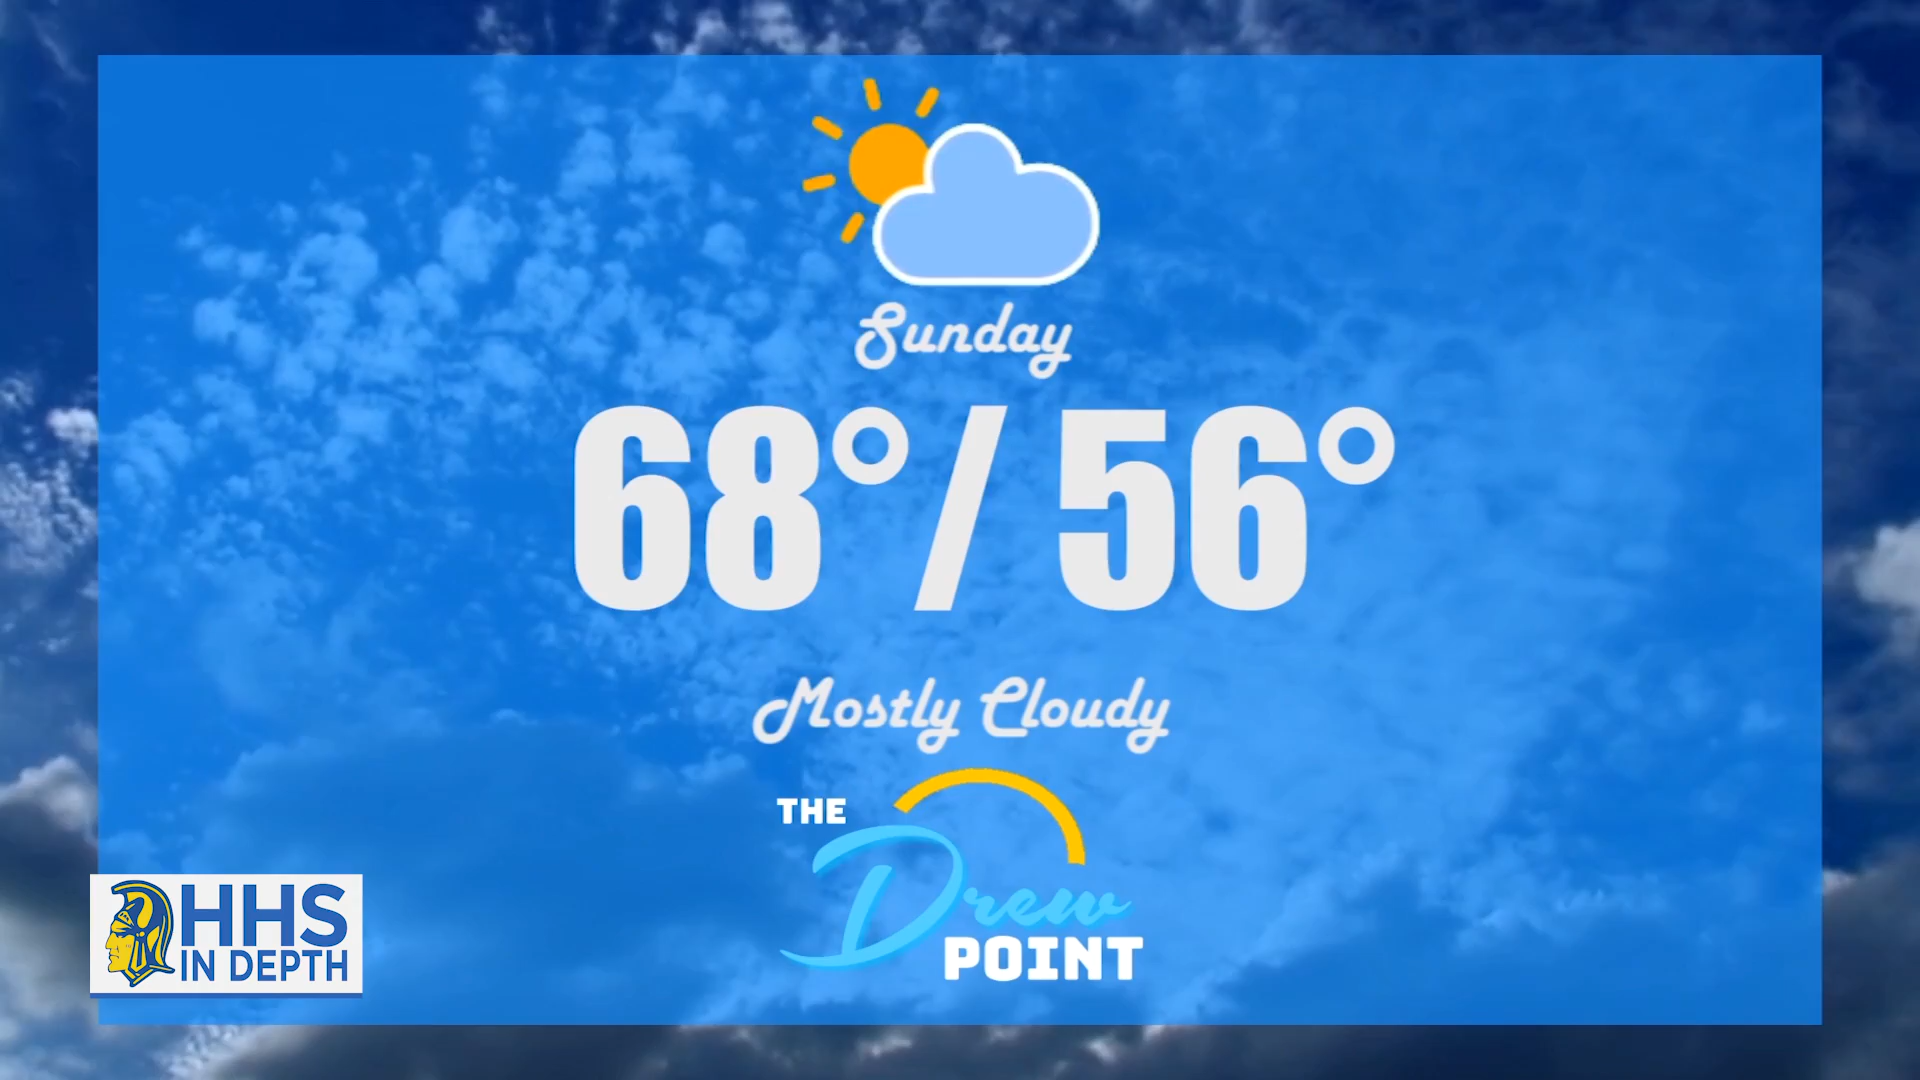 Sunday
68°/ 56°
Mostly Cloudy
THE
Drew
POINT
HHS
IN DEPTH